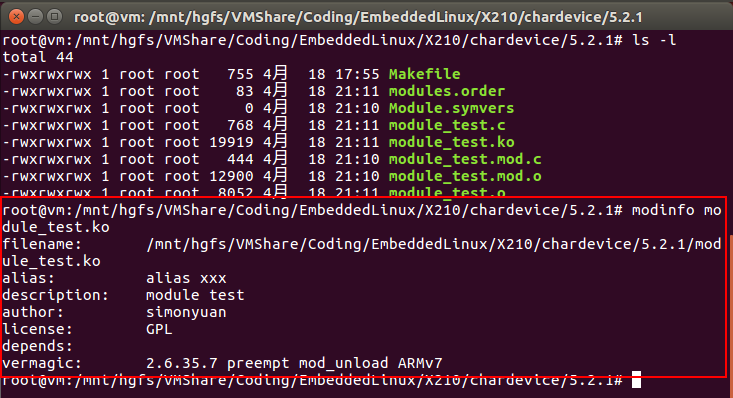 root@vm: /mnt/hgfs/VMShare/Coding/EmbeddedLinux/X210/chardevice/5.2.1
root@vm:/mnt/hgfs/VMShare/Coding/EmbeddedLinux/X210/chardevice/5.2.1# ls -l
total 44
-rwxrwxrwx 1 root root   755 4月  18 17:55 Makefile
-rwxrwxrwx 1 root root    83 4月  18 21:11 modules.order
-rwxrwxrwx 1 root root     0 4月  18 21:10 Module.symvers
-rwxrwxrwx 1 root root   768 4月  18 21:11 module_test.c
-rwxrwxrwx 1 root root 19919 4月  18 21:11 module_test.ko
-rwxrwxrwx 1 root root   444 4月  18 21:10 module_test.mod.c
-rwxrwxrwx 1 root root 12900 4月  18 21:10 module_test.mod.o
-rwxrwxrwx 1 root root  8052 4月  18 21:11 module_test.o
root@vm:/mnt/hgfs/VMShare/Coding/EmbeddedLinux/X210/chardevice/5.2.1# modinfo mo
dule_test.ko
filename:       /mnt/hgfs/VMShare/Coding/EmbeddedLinux/X210/chardevice/5.2.1/mod
ule_test.ko
alias:          alias xxx
description:    module test
author:         simonyuan
license:        GPL
depends:
vermagic:       2.6.35.7 preempt mod_unload ARMv7
root@vm:/mnt/hgfs/VMShare/Coding/EmbeddedLinux/X210/chardevice/5.2.1#